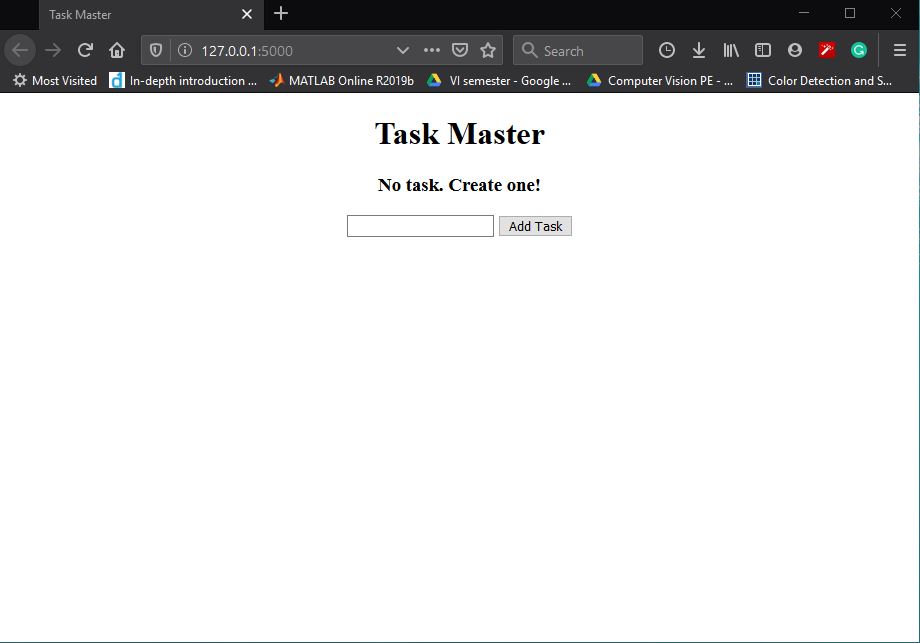 Task Master
127.0.0.1:5000
Search
Most Visited In-depth introduction ... MATLAB Online R2019b VI semester - Google ... Computer Vision PE - ... Color Detection and S...
Task Master
No task. Create one!
Add Task